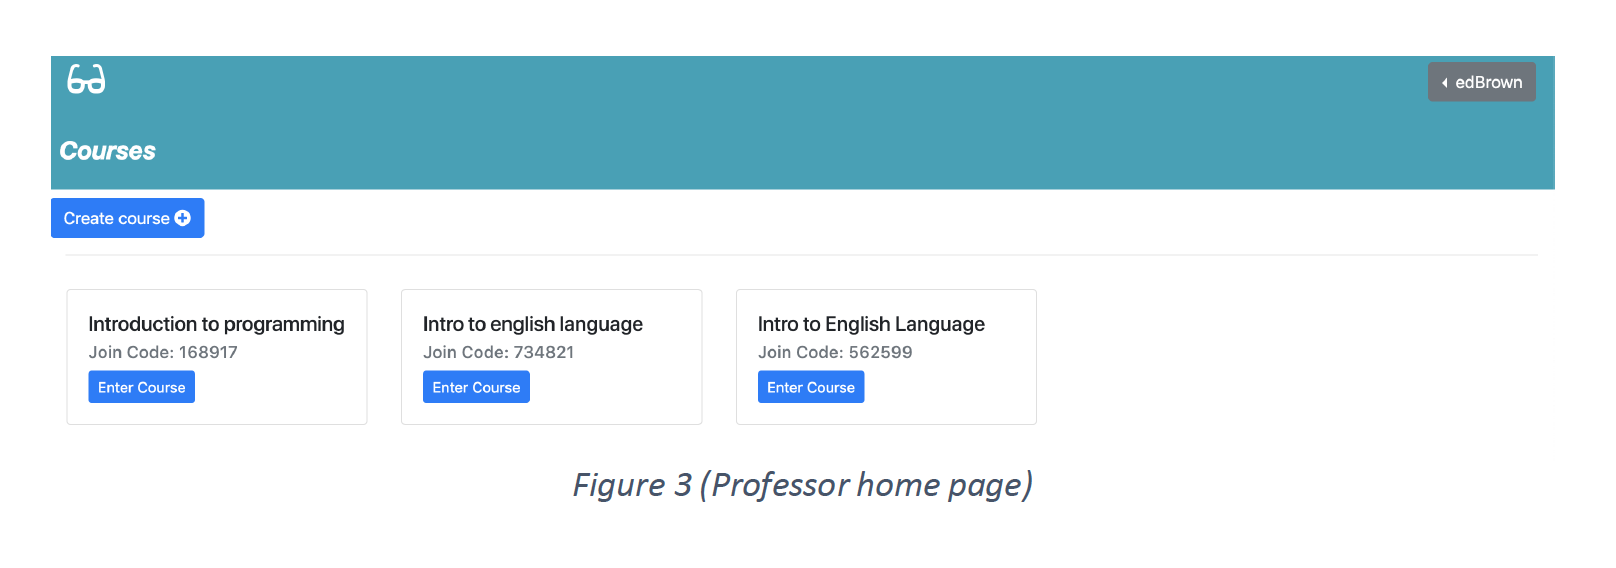 edBrown
Courses
Create course
Introduction to programming
Join Code: 168917
Enter Course
Intro to english language
Join Code: 734821
Enter Course
Intro to English Language
Join Code: 562599
Enter Course
Figure 3 (Professor home page)